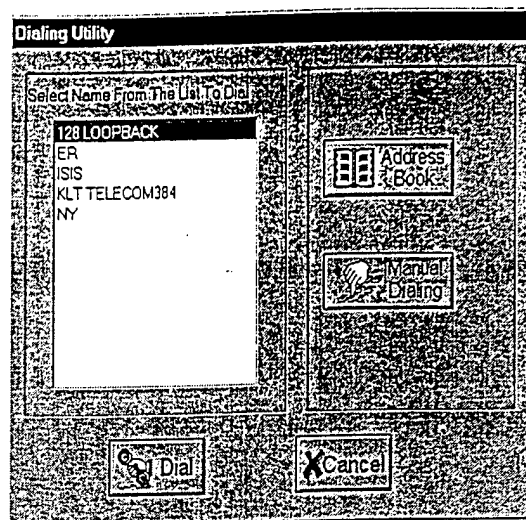 Dialing Utility
Select Name From The List To Dial
128 LOOPBACK
ER
ISIS
KLT TELECOM384
NY
Address
Book
Manual
Dialing
Dial
Cancel